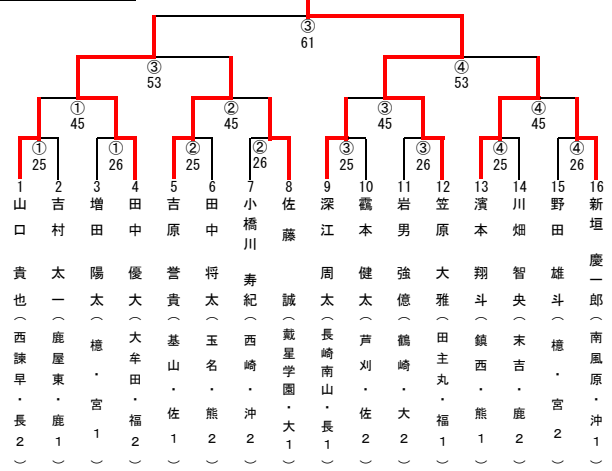 ③
61
③
53
④
53
①
45
②
45
③
45
④
45
①
25
①
26
②
25
②
26
③
25
③
26
④
25
④
26
1 山口 貴也（西諫早・長2）
2 吉村 太一（鹿屋東・鹿1）
3 増田 陽太（檍・宮1）
4 田中 優大（大牟田・福2）
5 吉原 誉貴（基山・佐1）
6 田中 将太（玉名・熊2）
7 小橋川 寿紀（西崎・沖2）
8 佐藤 誠（戴星学園・大1）
9 深江 周太（長崎南山・長1）
10 靍本 健太（芦刈・佐2）
11 岩男 強億（鶴崎・大2）
12 笠原 大雅（田主丸・福1）
13 濱本 翔斗（鎮西・熊1）
14 川畑 智央（末吉・鹿2）
15 野田 雄斗（檍・宮2）
16 新垣 慶一郎（南風原・沖1）